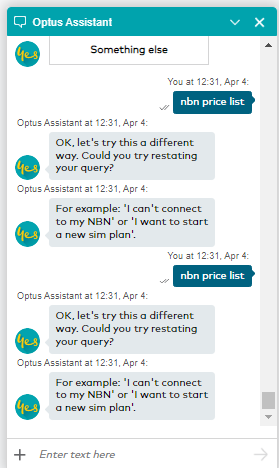 Optus Assistant
Something else
yes
You at 12:31, Apr 4:
nbn price list
Optus Assistant at 12:31, Apr 4:
OK, let's try this a different
way. Could you try restating
your query?
yes
Optus Assistant at 12:31, Apr 4:
For example: 'I can't connect
to my NBN' or 'I want to start
a new sim plan'.
yes
You at 12:31, Apr 4:
nbn price list
Optus Assistant at 12:31, Apr 4:
OK, let's try this a different
way. Could you try restating
your query?
yes
Optus Assistant at 12:31, Apr 4:
For example: 'I can't connect
to my NBN' or 'I want to start
a new sim plan'.
yes
Enter text here